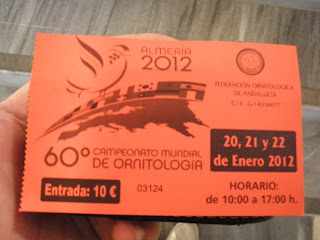 ALMERÍA
2012
FEDERACIÓN ORNITOLÓGICA
DE ANDALUCÍA
60º CAMPEONATO MUNDIAL
DE ORNITOLOGÍA
20, 21 y 22
de Enero 2012
Entrada: 10 €
03124
HORARIO:
de 10:00 a 17:00 h.